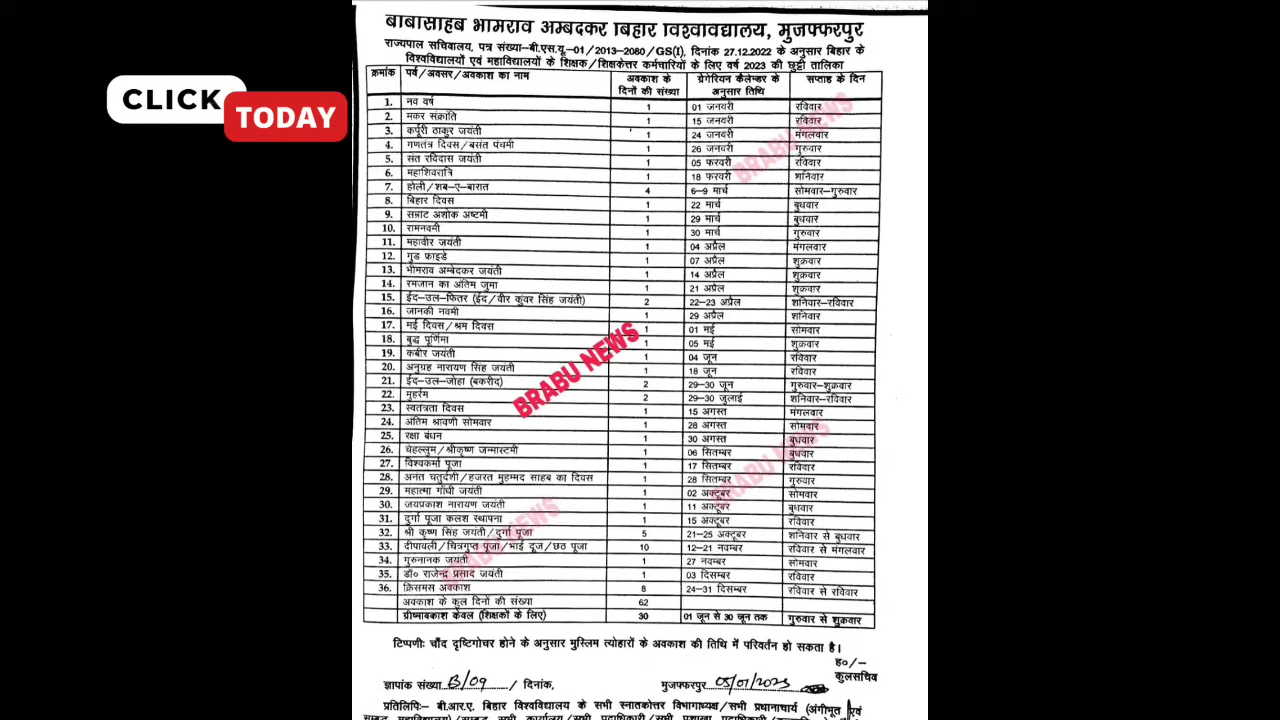 CLICK
TODAY
बाबासाहब भीमराव अम्बेदकर बिहार विश्वविद्यालय, मुजफ्फरपुर
राज्यपाल सचिवालय, पत्र संख्या-बी.एस.यू.-01/2013-2080/GS(I), दिनांक 27.12.2022 के अनुसार बिहार के
विश्वविद्यालयों एवं महाविद्यालयों के शिक्षक/शिक्षकेत्तर कर्मचारियों के लिए वर्ष 2023 की छुट्टी तालिका
क्रमांक पर्व/अवसर/अवकाश का नाम अवकाश के दिनों की संख्या ग्रेगेरियन कैलेन्डर के अनुसार तिथि सप्ताह के दिन
1. नव वर्ष 1 01 जनवरी रविवार
2. मकर संक्रांति 1 15 जनवरी रविवार
3. कर्पूरी ठाकुर जयंती 1 24 जनवरी मंगलवार
4. गणतंत्र दिवस/बसंत पंचमी 1 26 जनवरी गुरुवार
5. संत रविदास जयंती 1 05 फरवरी रविवार
6. महाशिवरात्रि 1 18 फरवरी शनिवार
7. होली/शब-ए-बारात 4 6-9 मार्च सोमवार-गुरुवार
8. बिहार दिवस 1 22 मार्च बुधवार
9. सम्राट अशोक अष्टमी 1 29 मार्च बुधवार
10. रामनवमी 1 30 मार्च गुरुवार
11. महावीर जयंती 1 04 अप्रैल मंगलवार
12. गुड फ्राइडे 1 07 अप्रैल शुक्रवार
13. भीमराव अम्बेदकर जयंती 1 14 अप्रैल शुक्रवार
14. रमजान का अंतिम जुमा 1 21 अप्रैल शुक्रवार
15. ईद-उल-फितर (ईद/वीर कुंवर सिंह जयंती) 2 22-23 अप्रैल शनिवार-रविवार
16. जानकी नवमी 1 29 अप्रैल शनिवार
17. मई दिवस/श्रम दिवस 1 01 मई सोमवार
18. बुद्ध पूर्णिमा 1 05 मई शुक्रवार
19. कबीर जयंती 1 04 जून रविवार
20. अनुग्रह नारायण सिंह जयंती 1 18 जून रविवार
21. ईद-उल-जोहा (बकरीद) 2 29-30 जून गुरुवार-शुक्रवार
22. मुहर्रम 2 29-30 जुलाई शनिवार-रविवार
23. स्वतंत्रता दिवस 1 15 अगस्त मंगलवार
24. अंतिम श्रावणी सोमवार 1 28 अगस्त सोमवार
25. रक्षा बंधन 1 30 अगस्त बुधवार
26. चेहल्लुम/श्रीकृष्ण जन्माष्टमी 1 06 सितम्बर बुधवार
27. विश्वकर्मा पूजा 1 17 सितम्बर रविवार
28. अनंत चतुर्दशी/हजरत मुहम्मद साहब का दिवस 1 28 सितम्बर गुरुवार
29. महात्मा गाँधी जयंती 1 02 अक्टूबर सोमवार
30. जयप्रकाश नारायण जयंती 1 11 अक्टूबर बुधवार
31. दुर्गा पूजा कलश स्थापना 1 15 अक्टूबर रविवार
32. श्री कृष्ण सिंह जयंती/दुर्गा पूजा 5 21-25 अक्टूबर शनिवार से बुधवार
33. दीपावली/चित्रगुप्त पूजा/भाई दूज/छठ पूजा 10 12-21 नवम्बर रविवार से मंगलवार
34. गुरुनानक जयंती 1 27 नवम्बर सोमवार
35. डॉ० राजेन्द्र प्रसाद जयंती 1 03 दिसम्बर रविवार
36. क्रिसमस अवकाश 8 24-31 दिसम्बर रविवार से रविवार
अवकाश के कुल दिनों की संख्या 62
ग्रीष्मावकाश केवल (शिक्षकों के लिए) 30 01 जून से 30 जून तक गुरुवार से शुक्रवार
BRABU NEWS
BRABU NEWS
BRABU NEWS
BRABU NEWS
टिप्पणी: चाँद दृष्टिगोचर होने के अनुसार मुस्लिम त्योहारों के अवकाश की तिथि में परिवर्तन हो सकता है।
ह०/-
कुलसचिव
ज्ञापांक संख्या B/09 / दिनांक, मुजफ्फरपुर 05/01/2023
प्रतिलिपि:- बी.आर.ए. बिहार विश्वविद्यालय के सभी स्नातकोत्तर विभागाध्यक्ष/सभी प्रधानाचार्य (अंगीभूत एवं